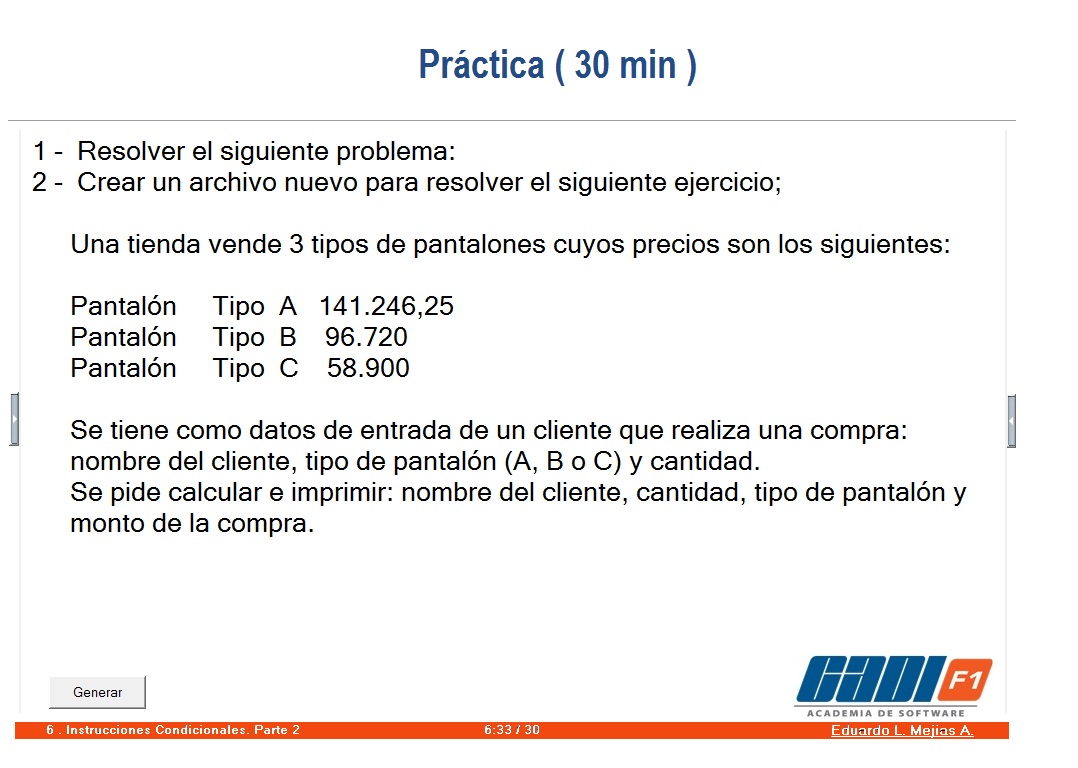 Práctica ( 30 min )
1 -  Resolver el siguiente problema:
2 -  Crear un archivo nuevo para resolver el siguiente ejercicio;
Una tienda vende 3 tipos de pantalones cuyos precios son los siguientes:
Pantalón Tipo A 141.246,25
Pantalón Tipo B 96.720
Pantalón Tipo C 58.900
Se tiene como datos de entrada de un cliente que realiza una compra:
nombre del cliente, tipo de pantalón (A, B o C) y cantidad.
Se pide calcular e imprimir: nombre del cliente, cantidad, tipo de pantalón y
monto de la compra.
Generar
CADI F1
ACADEMIA DE SOFTWARE
6 . Instrucciones Condicionales. Parte 2 6:33 / 30 Eduardo L. Mejias A.